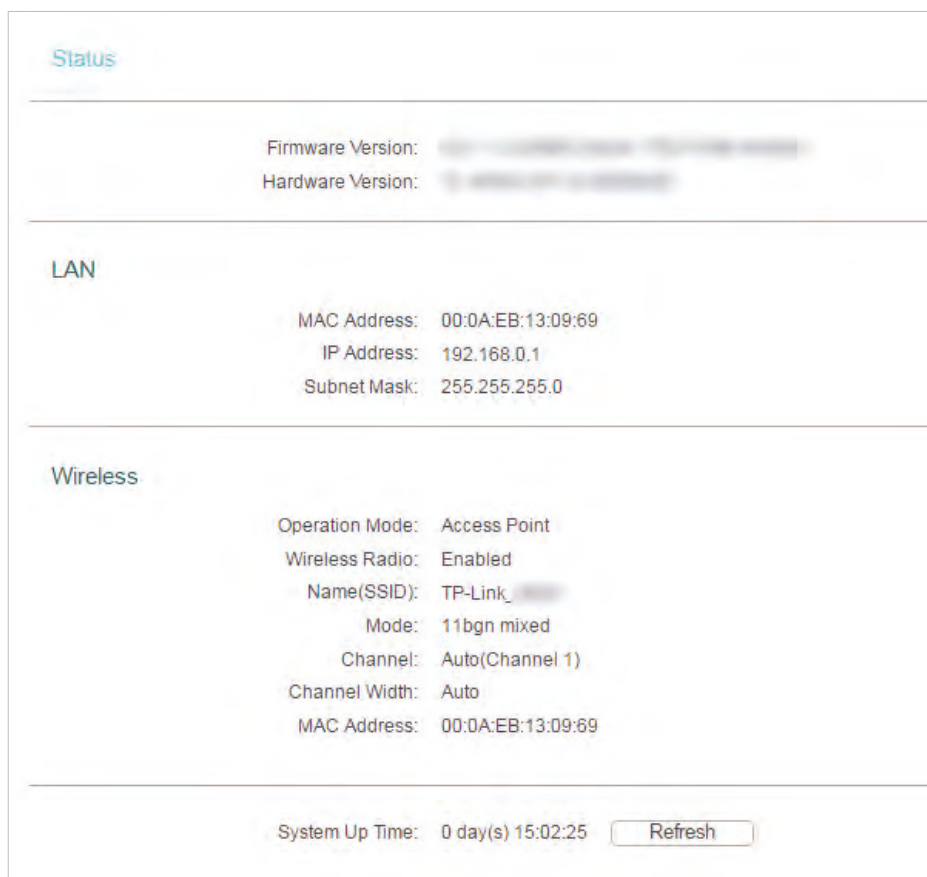 Status
Firmware Version:
Hardware Version:
LAN
MAC Address: 00:0A:EB:13:09:69
IP Address: 192.168.0.1
Subnet Mask: 255.255.255.0
Wireless
Operation Mode: Access Point
Wireless Radio: Enabled
Name(SSID): TP-Link_
Mode: 11bgn mixed
Channel: Auto(Channel 1)
Channel Width: Auto
MAC Address: 00:0A:EB:13:09:69
System Up Time: 0 day(s) 15:02:25 Refresh